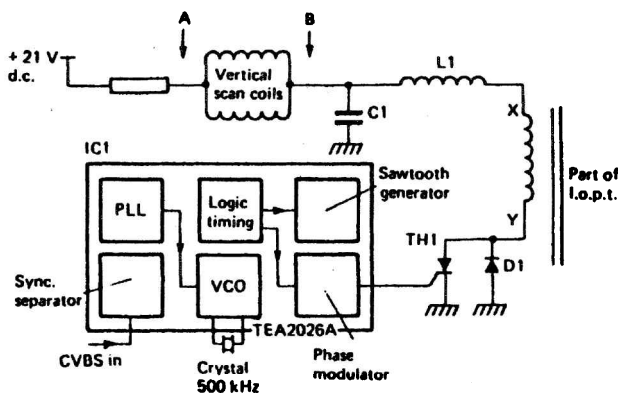 A
B
+ 21 V
d.c.
Vertical
scan coils
L1
C1
X
Y
Part of
l.o.p.t.
IC1
PLL
Logic
timing
Sawtooth
generator
TH1
D1
Sync.
separator
VCO
TEA2026A
CVBS in
Crystal
500 kHz
Phase
modulator